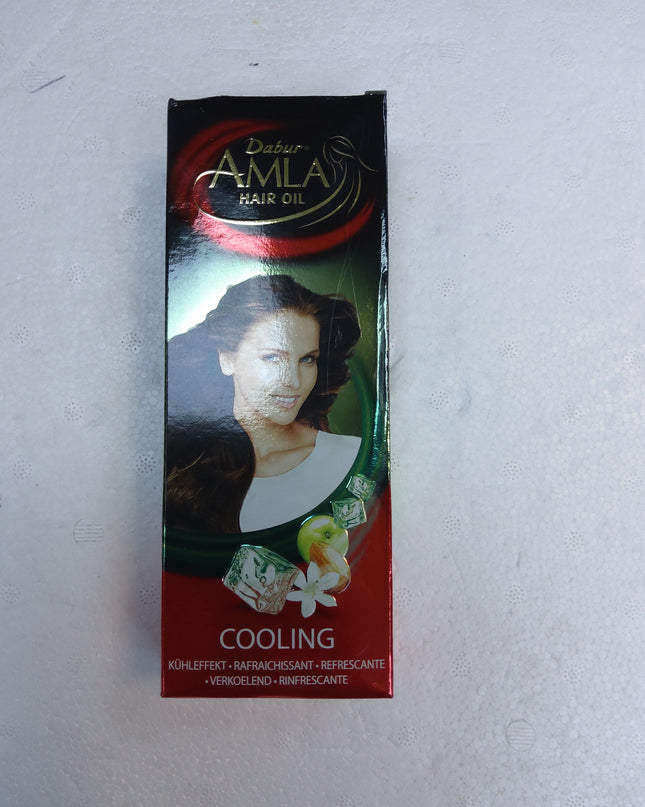 Dabur
AMLA
HAIR OIL
COOLING
KÜHLEFFEKT • RAFRAICHISSANT • REFRESCANTE
• VERKOELEND • RINFRESCANTE